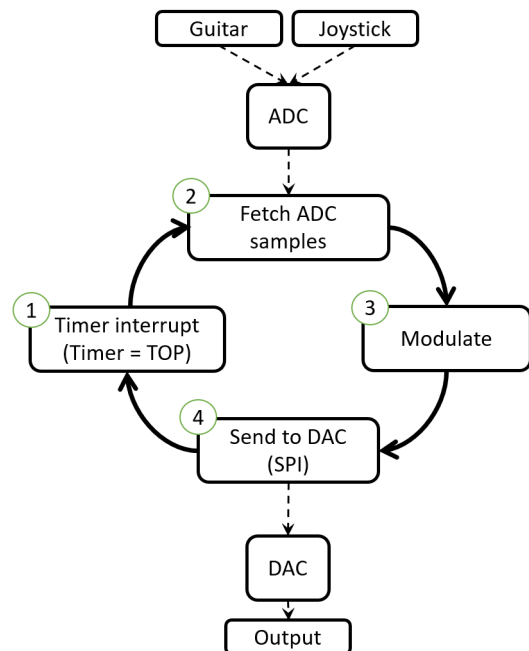 Guitar
Joystick
ADC
2
Fetch ADC
samples
1
Timer interrupt
(Timer = TOP)
3
Modulate
4
Send to DAC
(SPI)
DAC
Output